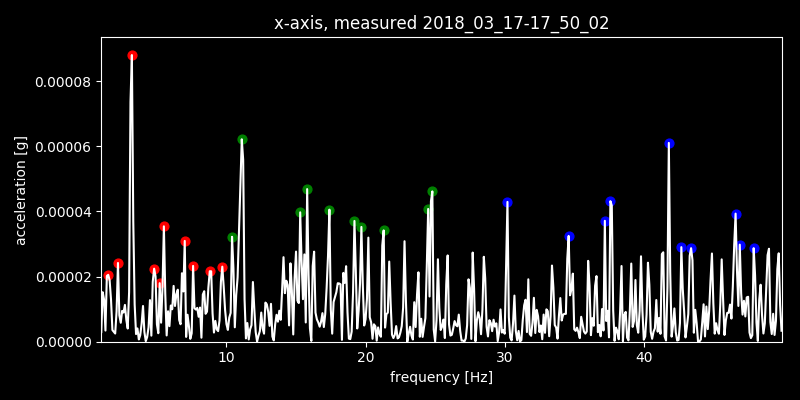 x-axis, measured 2018_03_17-17_50_02
0.00008
0.00006
0.00004
0.00002
0.00000
acceleration [g]
10 20 30 40
frequency [Hz]